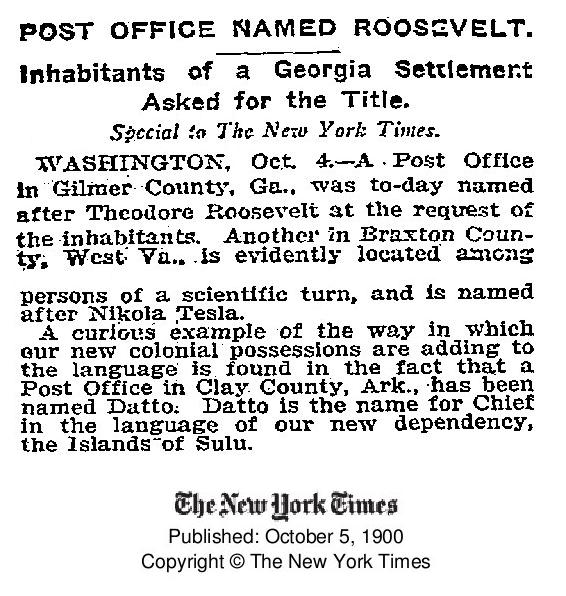 POST OFFICE NAMED ROOSEVELT.
Inhabitants of a Georgia Settlement
Asked for the Title.
Special to The New York Times.
WASHINGTON, Oct. 4.—A Post Office
in Gilmer County, Ga., was to-day named
after Theodore Roosevelt at the request of
the inhabitants. Another in Braxton Coun-
ty, West Va., is evidently located among
persons of a scientific turn, and is named
after Nikola Tesla.
A curious example of the way in which
our new colonial possessions are adding to
the language is found in the fact that a
Post Office in Clay County, Ark., has been
named Datto. Datto is the name for Chief
in the language of our new dependency,
the Islands of Sulu.
The New York Times
Published: October 5, 1900
Copyright © The New York Times